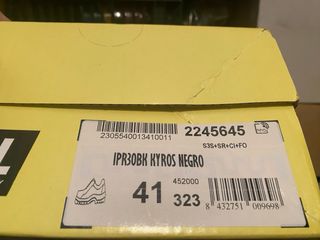 2245645
2305540013410011
S3S+SR+CI+FO
IPR30BK KYROS NEGRO
41
452000
323
8 432751 009698